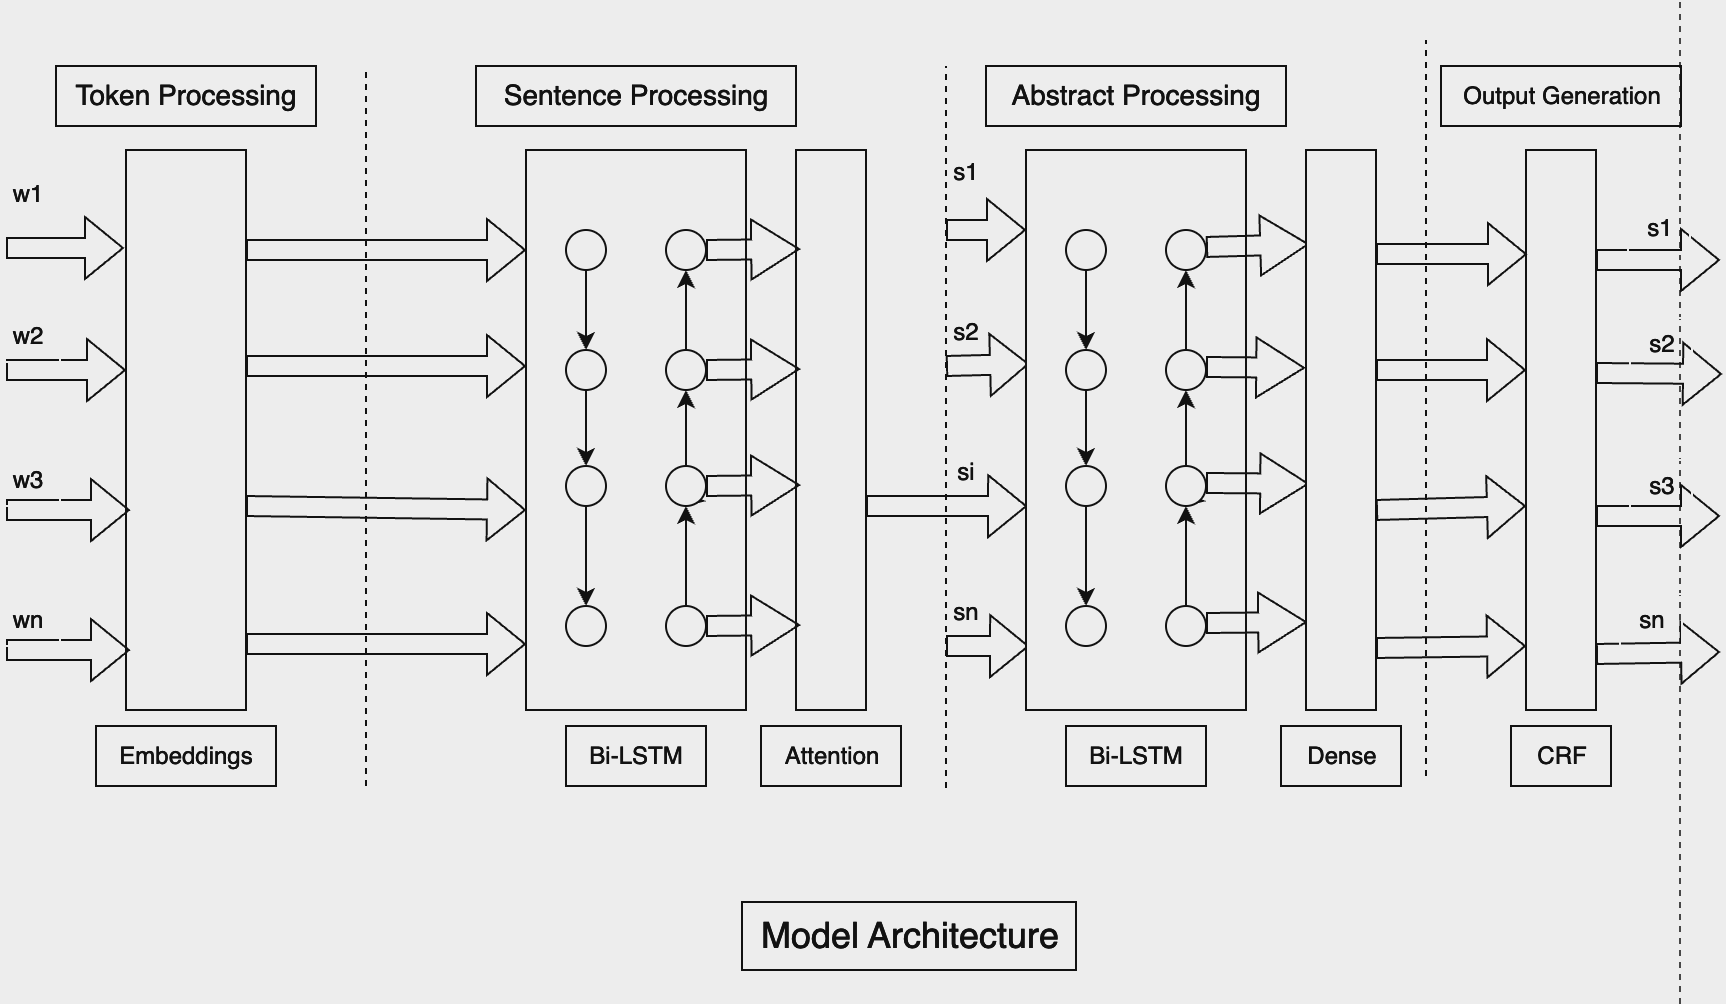 Token Processing
Sentence Processing
Abstract Processing
Output Generation
w1
w2
w3
wn
s1
s2
si
sn
s1
s2
s3
sn
Embeddings
Bi-LSTM
Attention
Bi-LSTM
Dense
CRF
Model Architecture